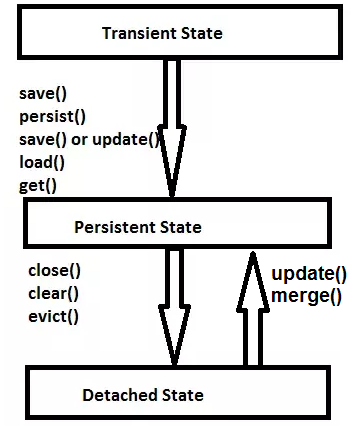 Transient State
save()
persist()
save() or update()
load()
get()
Persistent State
close()
clear()
evict()
update()
merge()
Detached State